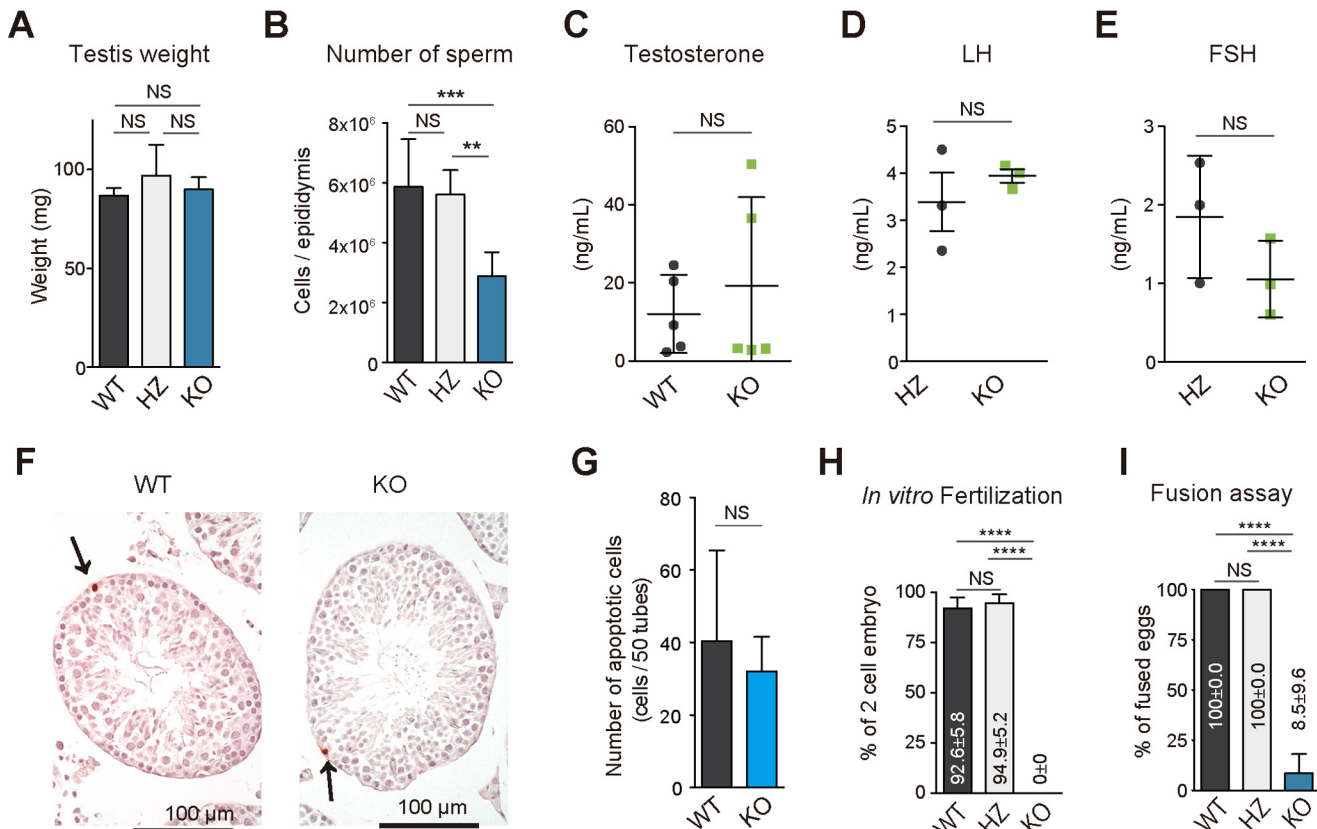 A
Testis weight
NS
NS NS
100
50
0
Weight (mg)
WT HZ KO
B
Number of sperm
***
NS
**
8x10⁶
6x10⁶
4x10⁶
2x10⁶
0
Cells / epididymis
WT HZ KO
C
Testosterone
NS
60
40
20
0
(ng/mL)
WT KO
D
LH
NS
5
4
3
2
1
0
(ng/mL)
HZ KO
E
FSH
NS
3
2
1
0
(ng/mL)
HZ KO
F
WT KO
100 µm
100 µm
G
NS
80
60
40
20
0
Number of apoptotic cells
(cells / 50 tubes)
WT KO
H
In vitro Fertilization
****
****
NS
100
75
50
25
0
% of 2 cell embryo
92.6±5.8
94.9±5.2
0±0
WT HZ KO
I
Fusion assay
****
****
NS
100
75
50
25
0
% of fused eggs
100±0.0
100±0.0
8.5±9.6
WT HZ KO